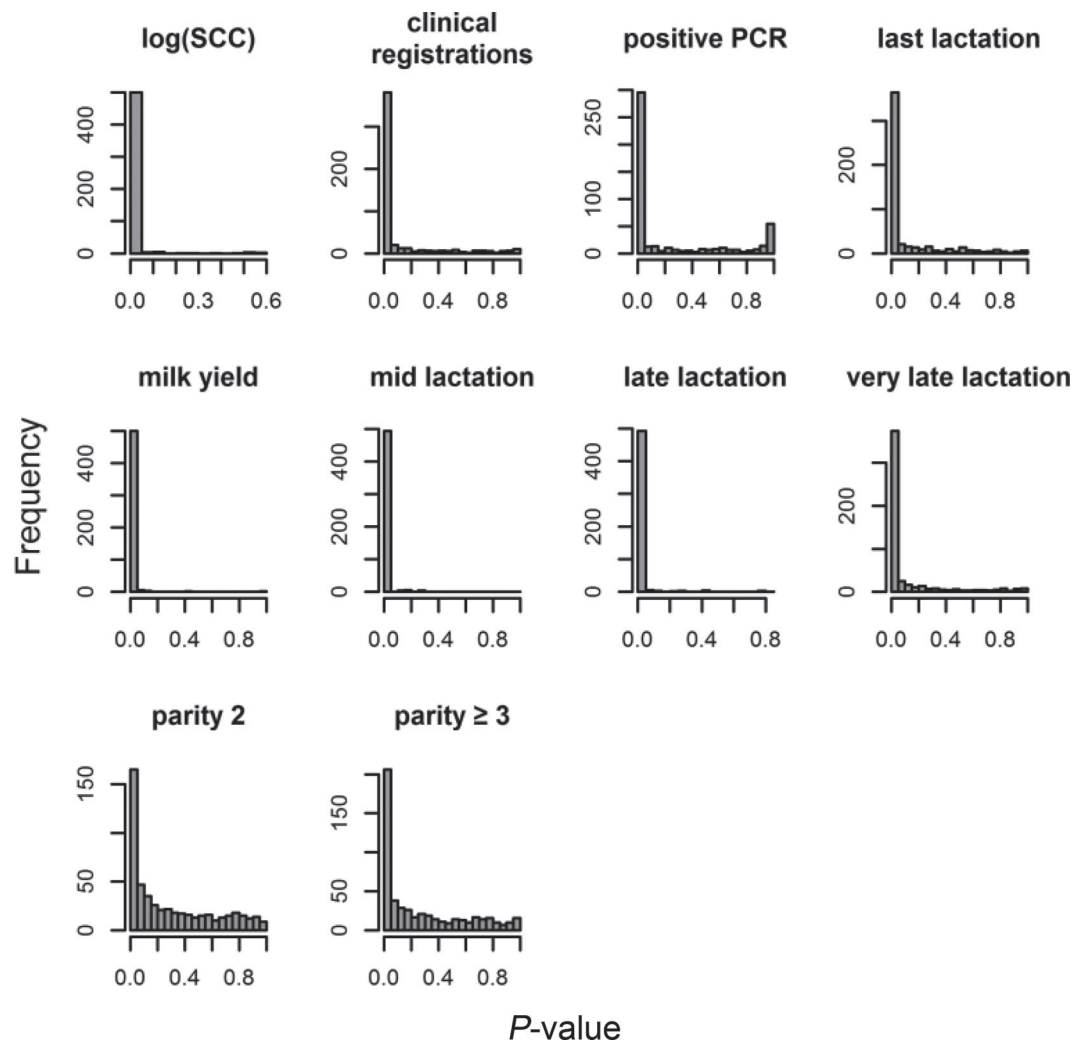 log(SCC)
clinical
registrations
positive PCR
last lactation
0 200 400
0 200
0 100 250
0 200
0.0 0.3 0.6
0.0 0.4 0.8
0.0 0.4 0.8
0.0 0.4 0.8
milk yield
mid lactation
late lactation
very late lactation
Frequency
0 200 400
0 200 400
0 200 400
0 200
0.0 0.4 0.8
0.0 0.4 0.8
0.0 0.4 0.8
0.0 0.4 0.8
parity 2
parity ≥ 3
0 50 150
0 50 150
0.0 0.4 0.8
0.0 0.4 0.8
P-value